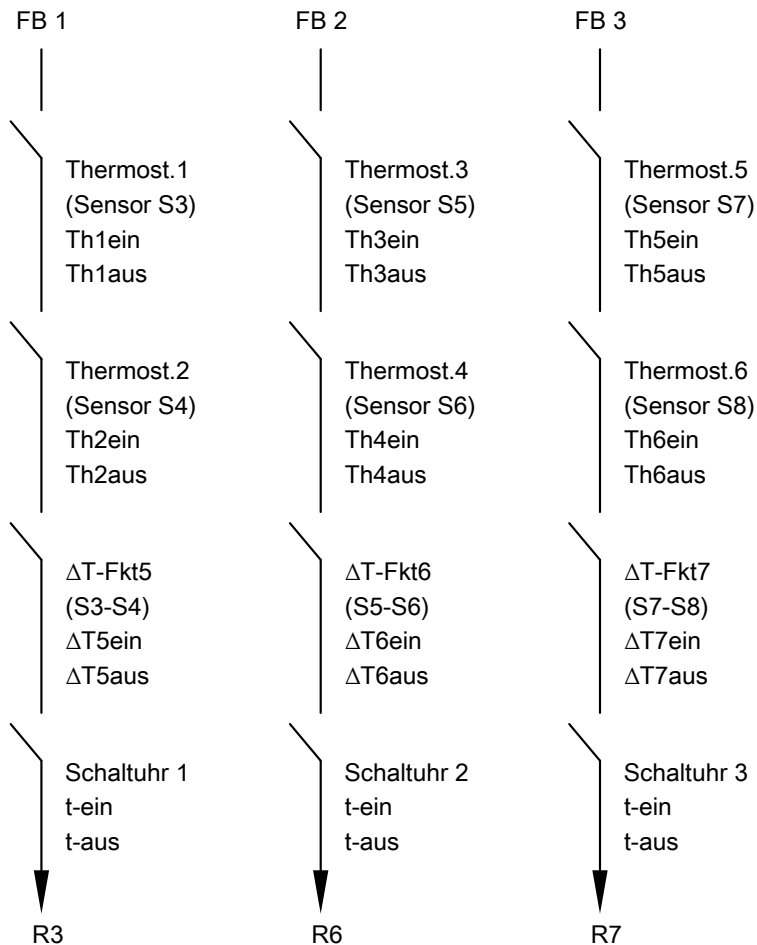 FB 1
Thermost.1
(Sensor S3)
Th1ein
Th1aus
Thermost.2
(Sensor S4)
Th2ein
Th2aus
ΔT-Fkt5
(S3-S4)
ΔT5ein
ΔT5aus
Schaltuhr 1
t-ein
t-aus
R3
FB 2
Thermost.3
(Sensor S5)
Th3ein
Th3aus
Thermost.4
(Sensor S6)
Th4ein
Th4aus
ΔT-Fkt6
(S5-S6)
ΔT6ein
ΔT6aus
Schaltuhr 2
t-ein
t-aus
R6
FB 3
Thermost.5
(Sensor S7)
Th5ein
Th5aus
Thermost.6
(Sensor S8)
Th6ein
Th6aus
ΔT-Fkt7
(S7-S8)
ΔT7ein
ΔT7aus
Schaltuhr 3
t-ein
t-aus
R7